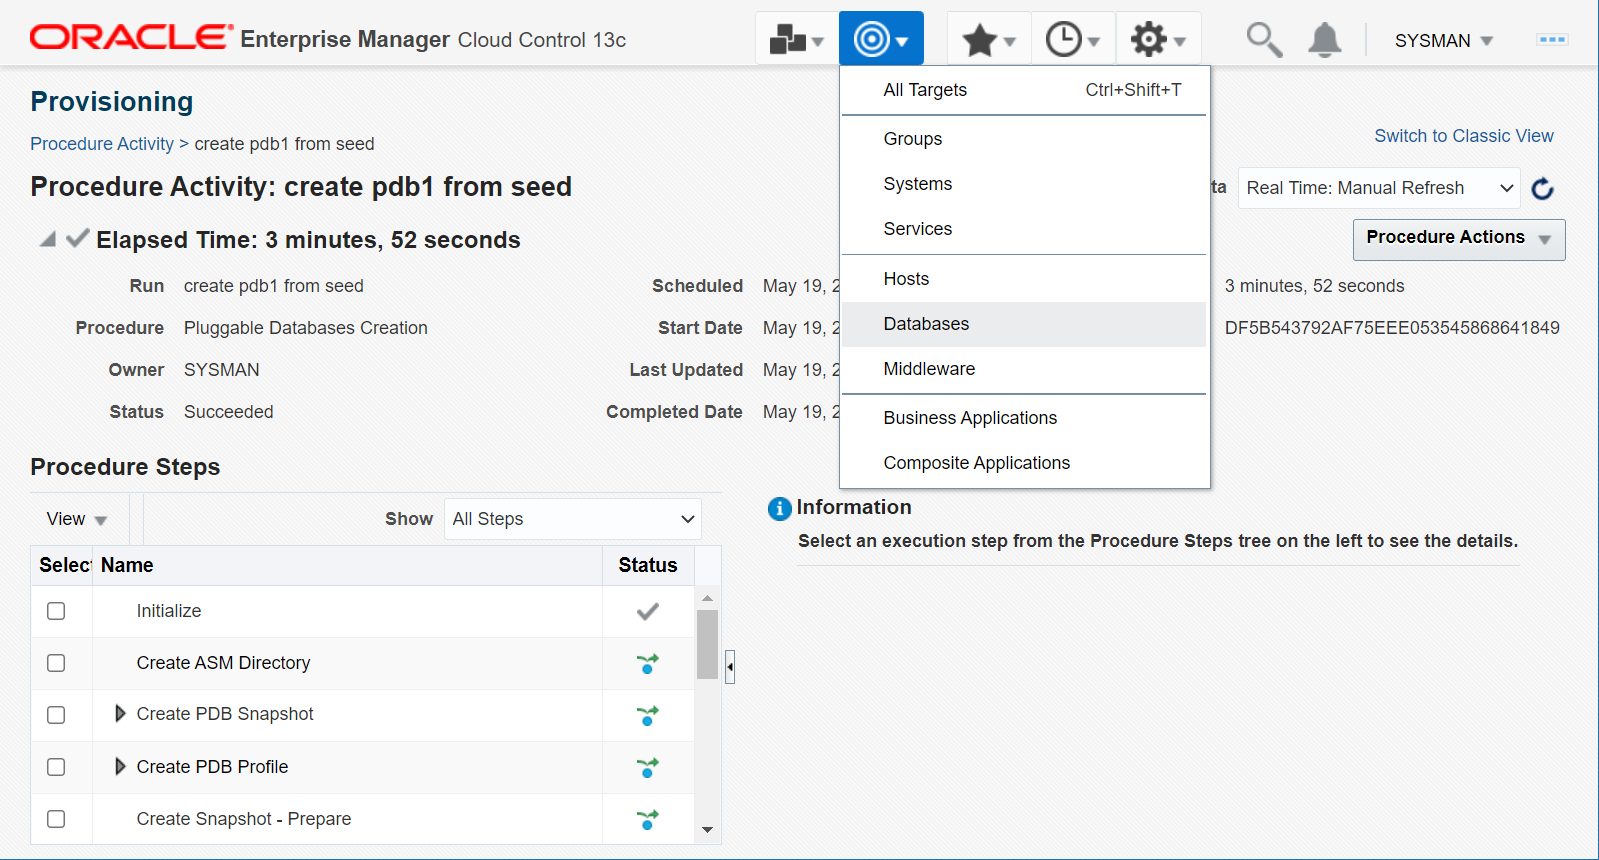 ORACLE Enterprise Manager Cloud Control 13c
SYSMAN
Provisioning
Procedure Activity > create pdb1 from seed
Switch to Classic View
Procedure Activity: create pdb1 from seed
ta Real Time: Manual Refresh
Elapsed Time: 3 minutes, 52 seconds
Procedure Actions
Run create pdb1 from seed
Scheduled May 19, 2
3 minutes, 52 seconds
Procedure Pluggable Databases Creation
Start Date May 19, 2
DF5B543792AF75EEE053545868641849
Owner SYSMAN
Last Updated May 19, 2
Status Succeeded
Completed Date May 19, 2
All Targets Ctrl+Shift+T
Groups
Systems
Services
Hosts
Databases
Middleware
Business Applications
Composite Applications
Procedure Steps
View
Show All Steps
Select Name Status
Initialize
Create ASM Directory
Create PDB Snapshot
Create PDB Profile
Create Snapshot - Prepare
Information
Select an execution step from the Procedure Steps tree on the left to see the details.